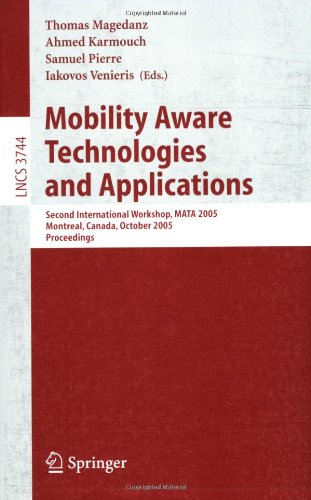 Thomas Magedanz
Ahmed Karmouch
Samuel Pierre
Iakovos Venieris (Eds.)
LNCS 3744
Mobility Aware
Technologies
and Applications
Second International Workshop, MATA 2005
Montreal, Canada, October 2005
Proceedings
Springer